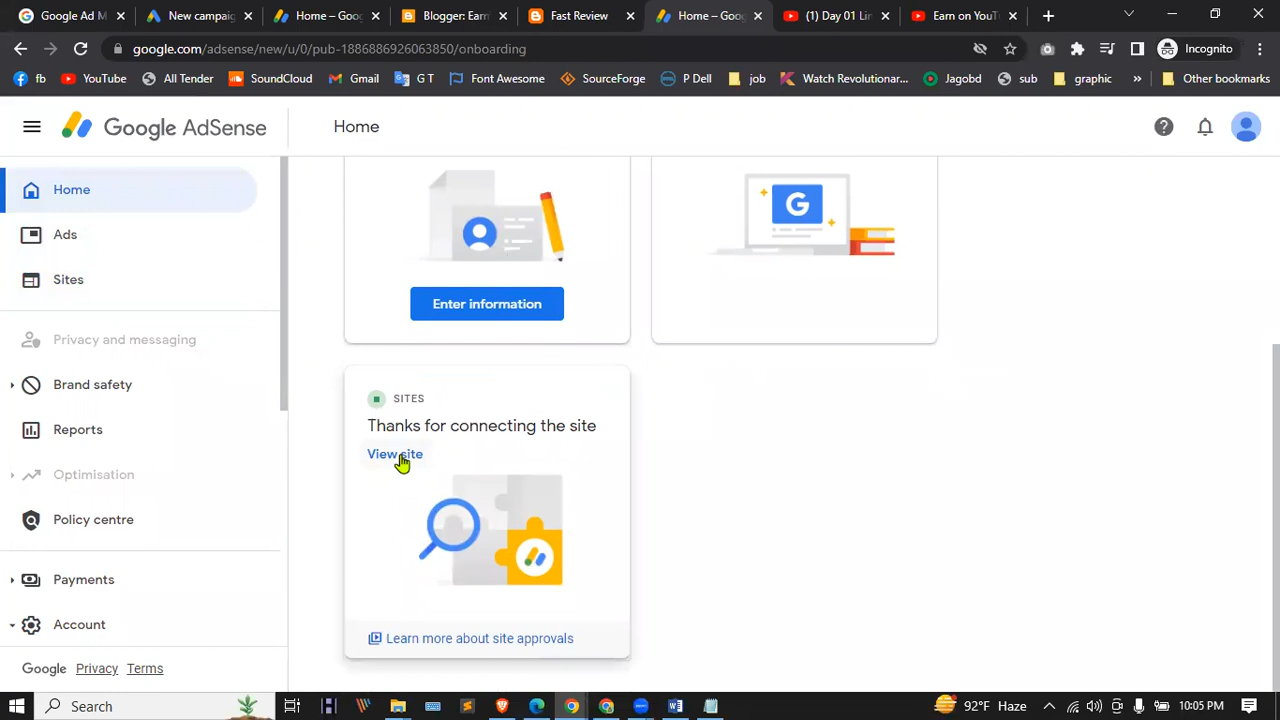 Google Ad M
New campaig
Home – Goog
Blogger: Earn
Fast Review
Home – Goog
(1) Day 01 Lin
Earn on YouT
google.com/adsense/new/u/0/pub-1886886926063850/onboarding
Incognito
fb
YouTube
All Tender
SoundCloud
Gmail
G T
Font Awesome
SourceForge
P Dell
job
Watch Revolutionar...
Jagobd
sub
graphic
»
Other bookmarks
Google AdSense
Home
Home
Ads
Sites
Privacy and messaging
Brand safety
Reports
Optimisation
Policy centre
Payments
Account
Google Privacy Terms
Enter information
G
SITES
Thanks for connecting the site
View site
Learn more about site approvals
Search
92°F Haze
10:05 PM